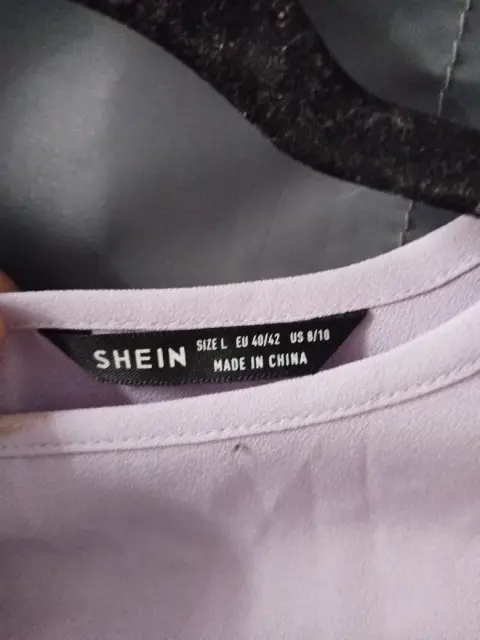 SHEIN
SIZE L EU 40/42 US 8/10
MADE IN CHINA